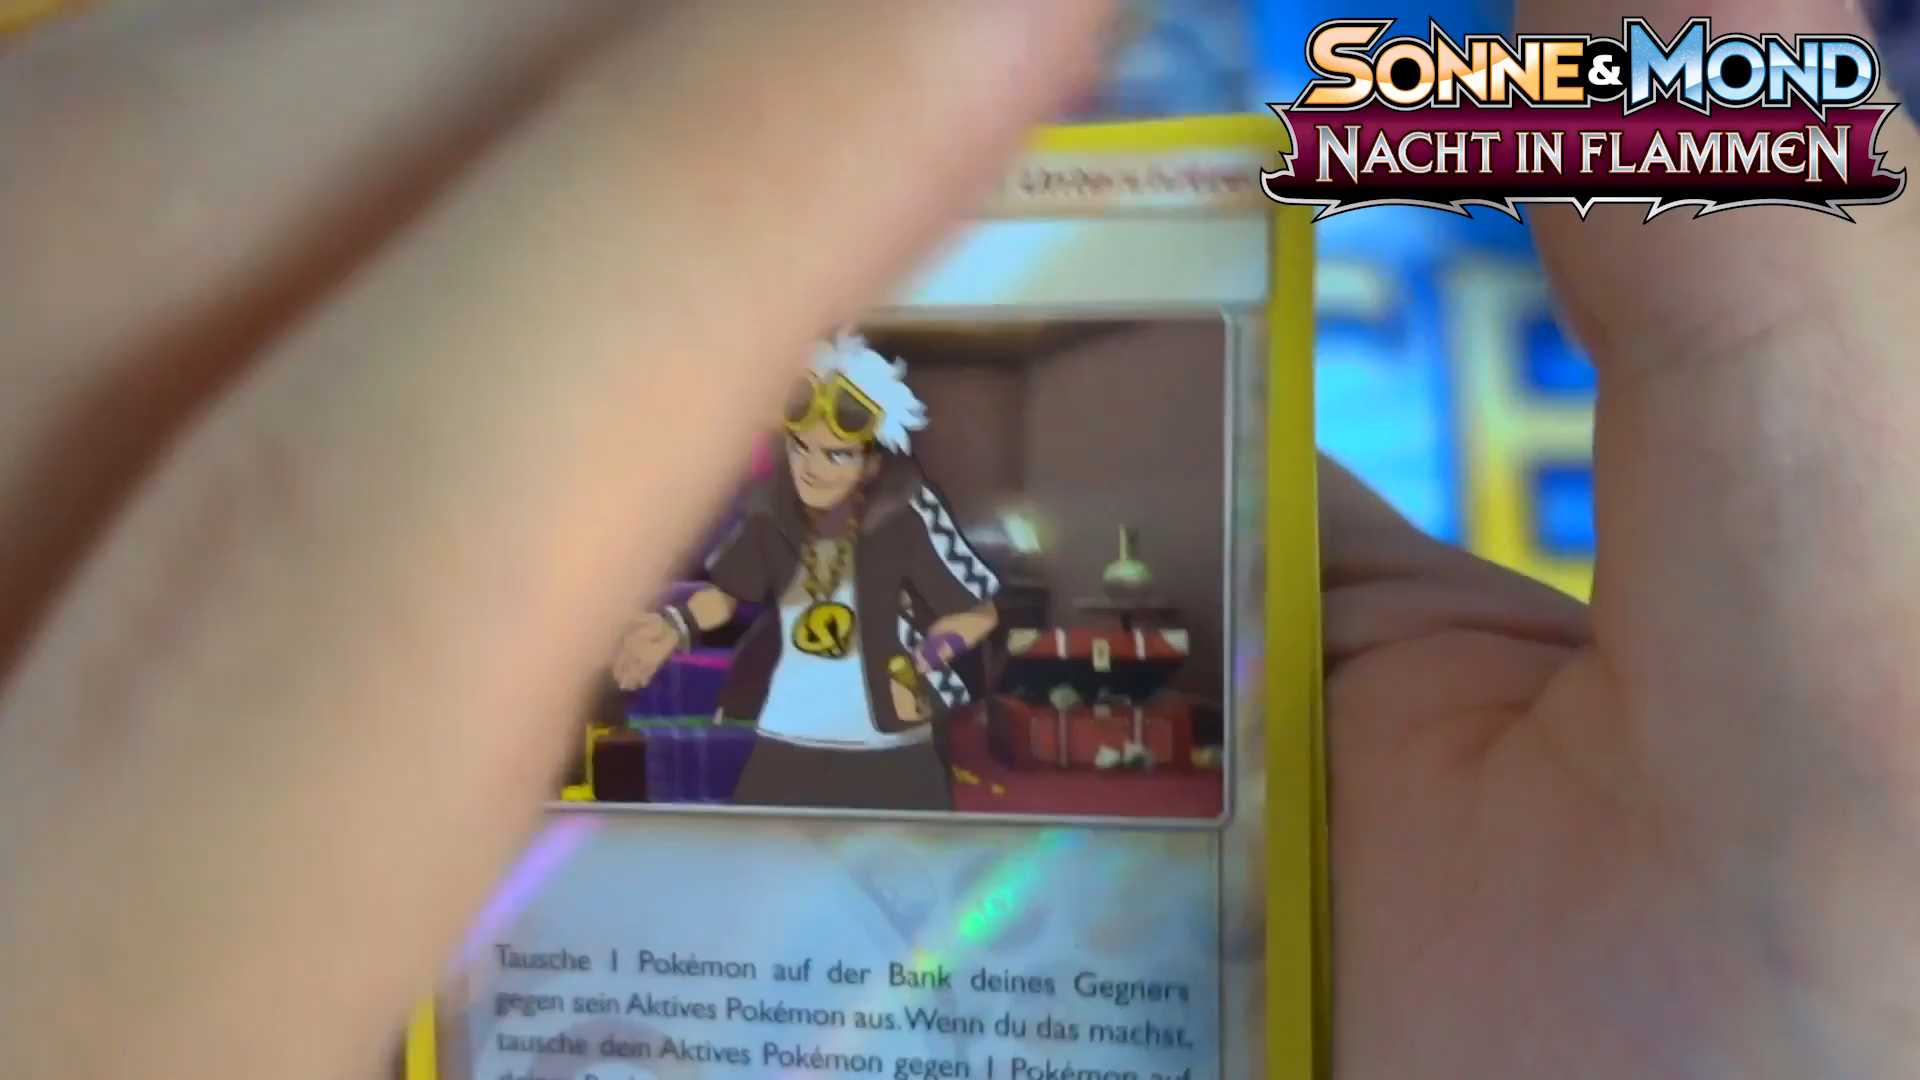 SONNE & MOND
NACHT IN FLAMMEN
Tausche 1 Pokémon auf der Bank deines Gegners
gegen sein Aktives Pokémon aus. Wenn du das machst,
tausche dein Aktives Pokémon gegen 1 Pokémon auf